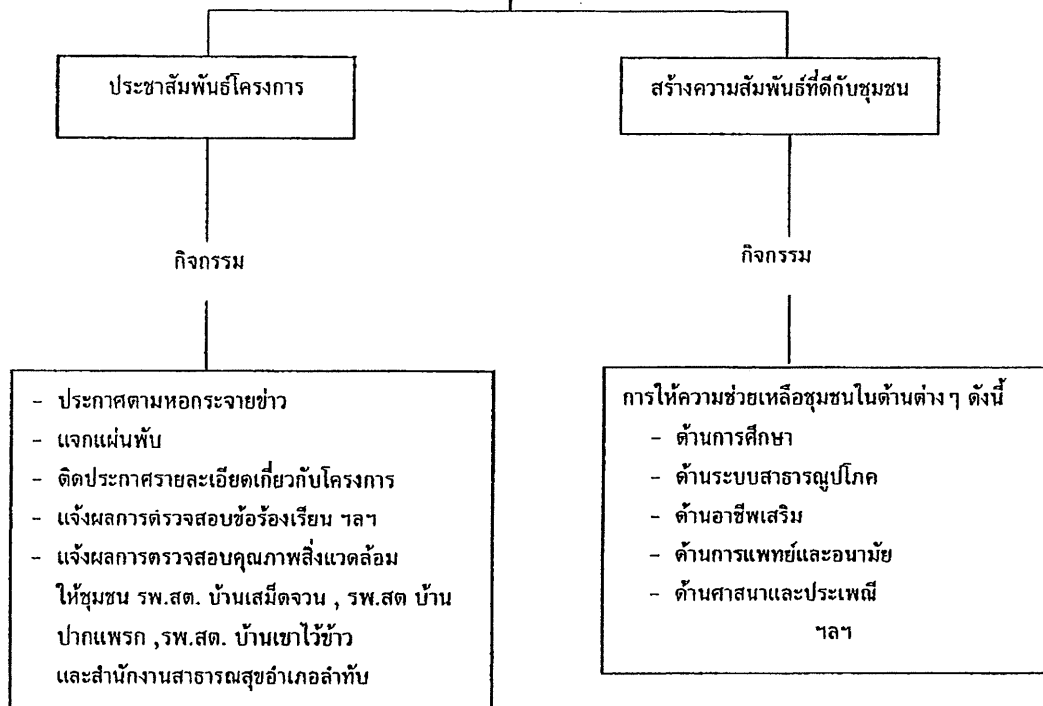 ประชาสัมพันธ์โครงการ
สร้างความสัมพันธ์ที่ดีกับชุมชน
กิจกรรม
กิจกรรม
- ประกาศตามหอกระจายข่าว
- แจกแผ่นพับ
- ติดประกาศรายละเอียดเกี่ยวกับโครงการ
- แจ้งผลการตรวจสอบข้อร้องเรียน ฯลฯ
- แจ้งผลการตรวจสอบคุณภาพสิ่งแวดล้อม
ให้ชุมชน รพ.สต. บ้านเสม็ดจวน , รพ.สต บ้าน
ปากแพรก ,รพ.สต. บ้านเขาไว้ข้าว
และสำนักงานสาธารณสุขอำเภอลำทับ
การให้ความช่วยเหลือชุมชนในด้านต่าง ๆ ดังนี้
- ด้านการศึกษา
- ด้านระบบสาธารณูปโภค
- ด้านอาชีพเสริม
- ด้านการแพทย์และอนามัย
- ด้านศาสนาและประเพณี
ฯลฯ